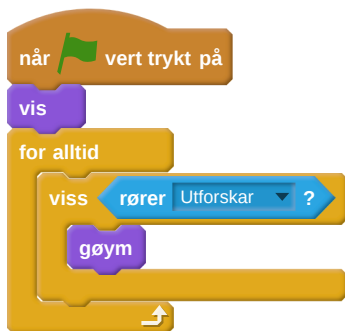 når vert trykt på
vis
for alltid
viss rører Utforskar ?
gøym